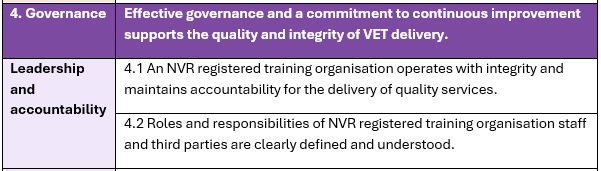 4. Governance
Effective governance and a commitment to continuous improvement
supports the quality and integrity of VET delivery.
Leadership
and
accountability
4.1 An NVR registered training organisation operates with integrity and
maintains accountability for the delivery of quality services.
4.2 Roles and responsibilities of NVR registered training organisation staff
and third parties are clearly defined and understood.